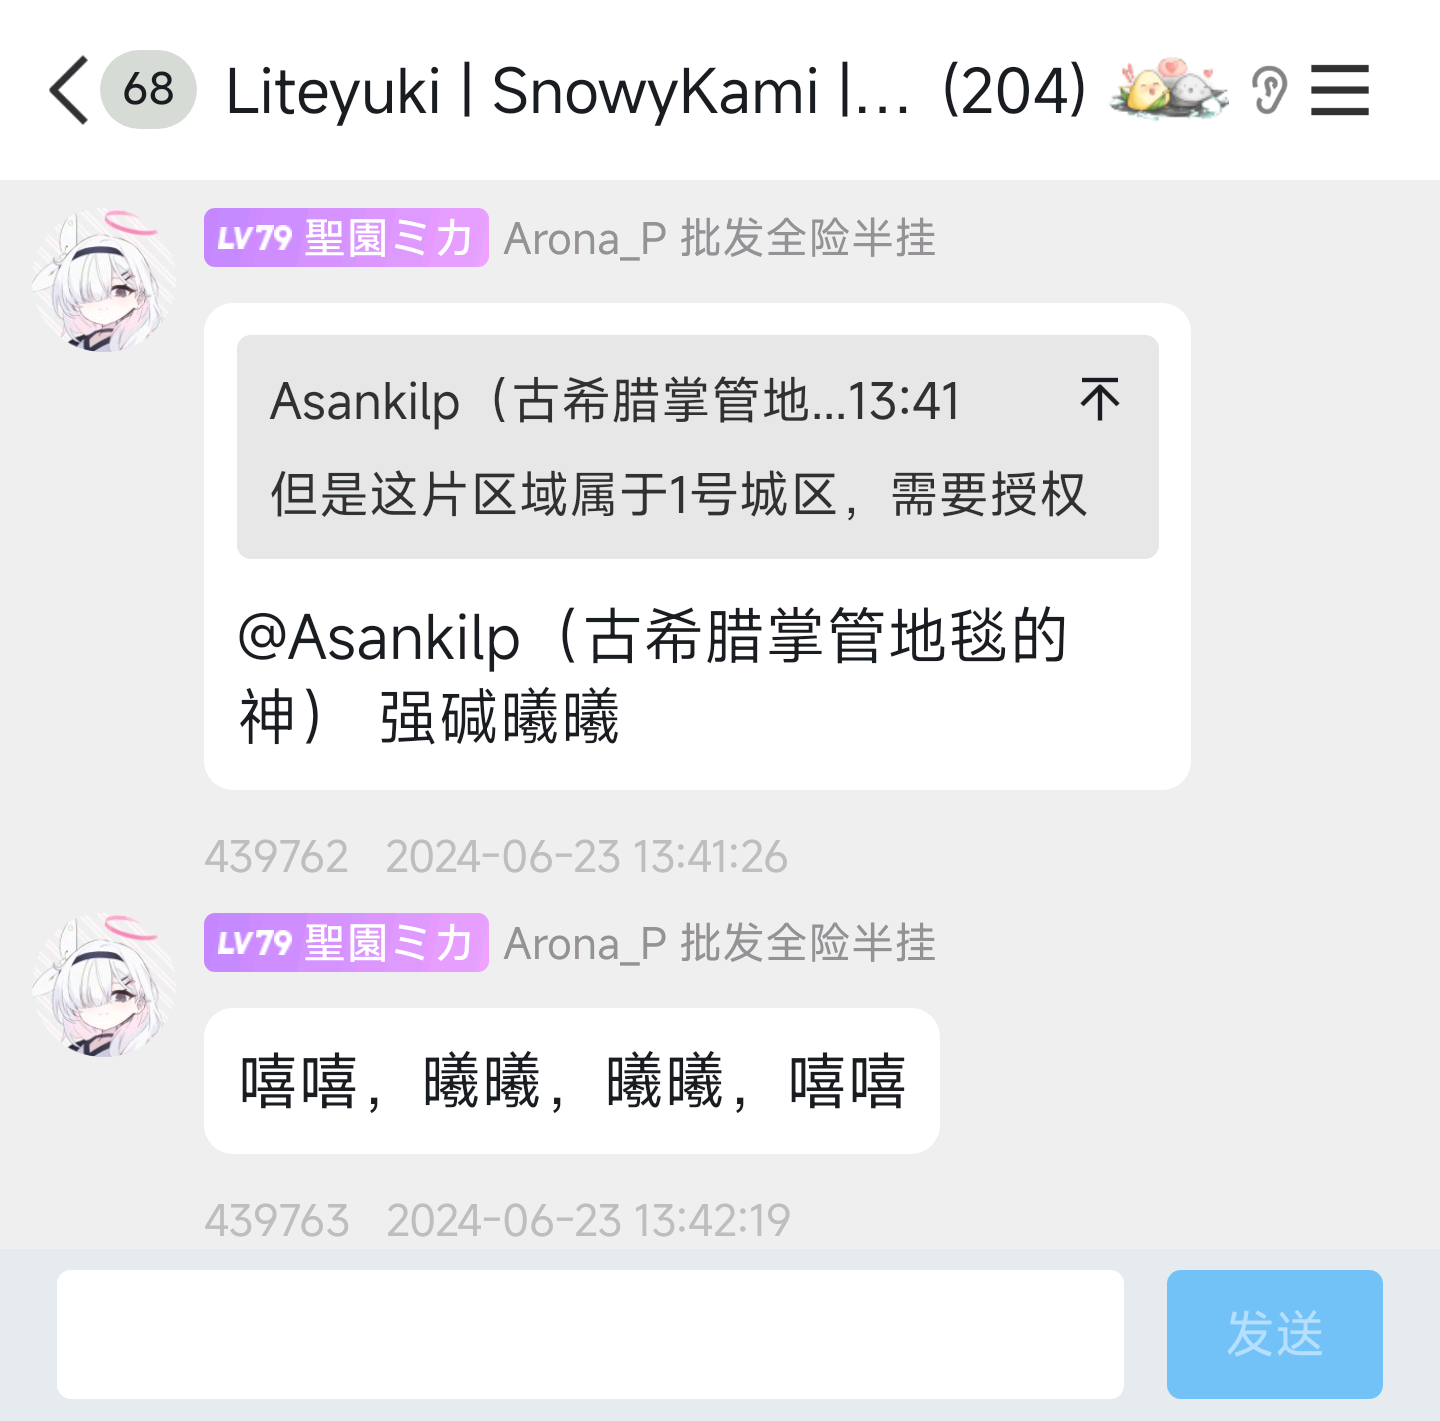 68 Liteyuki | SnowyKami |... (204)
LV79 聖園ミカ Arona_P 批发全险半挂
Asankilp（古希腊掌管地...13:41
但是这片区域属于1号城区，需要授权
@Asankilp（古希腊掌管地毯的
神） 强碱曦曦
439762 2024-06-23 13:41:26
LV79 聖園ミカ Arona_P 批发全险半挂
嘻嘻，曦曦，曦曦，嘻嘻
439763 2024-06-23 13:42:19
发送